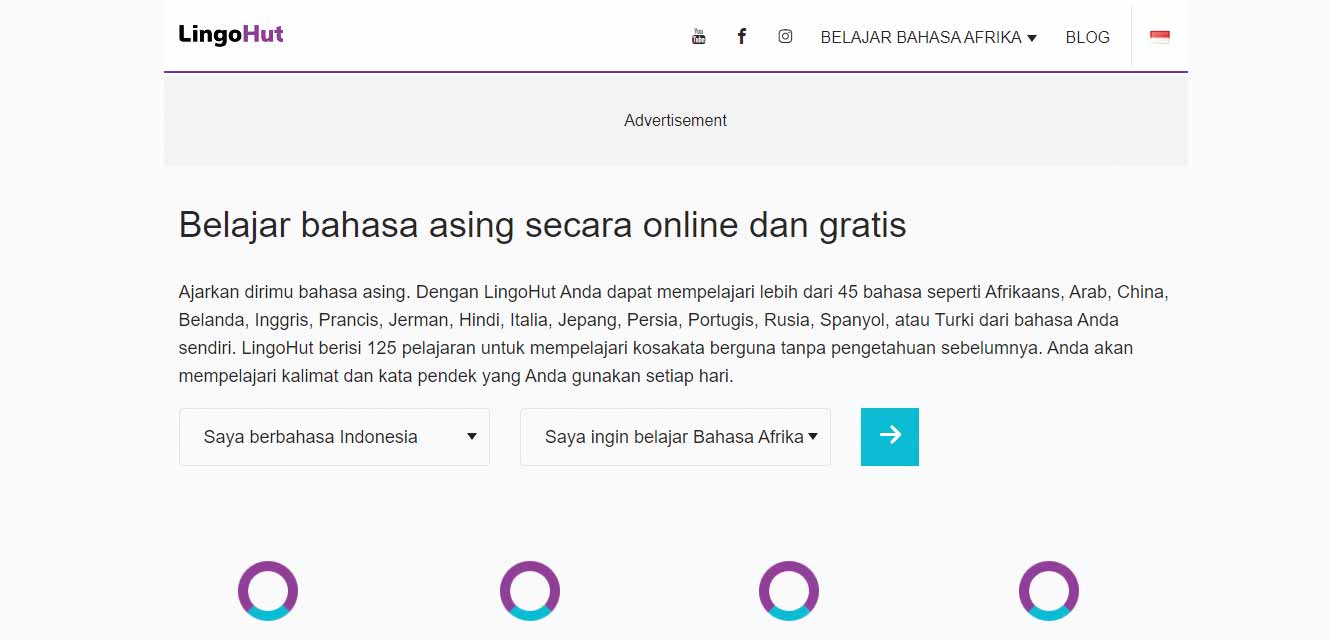 LingoHut
You Tube
BELAJAR BAHASA AFRIKA
BLOG
Advertisement
Belajar bahasa asing secara online dan gratis
Ajarkan dirimu bahasa asing. Dengan LingoHut Anda dapat mempelajari lebih dari 45 bahasa seperti Afrikaans, Arab, China,
Belanda, Inggris, Prancis, Jerman, Hindi, Italia, Jepang, Persia, Portugis, Rusia, Spanyol, atau Turki dari bahasa Anda
sendiri. LingoHut berisi 125 pelajaran untuk mempelajari kosakata berguna tanpa pengetahuan sebelumnya. Anda akan
mempelajari kalimat dan kata pendek yang Anda gunakan setiap hari.
Saya berbahasa Indonesia
Saya ingin belajar Bahasa Afrika